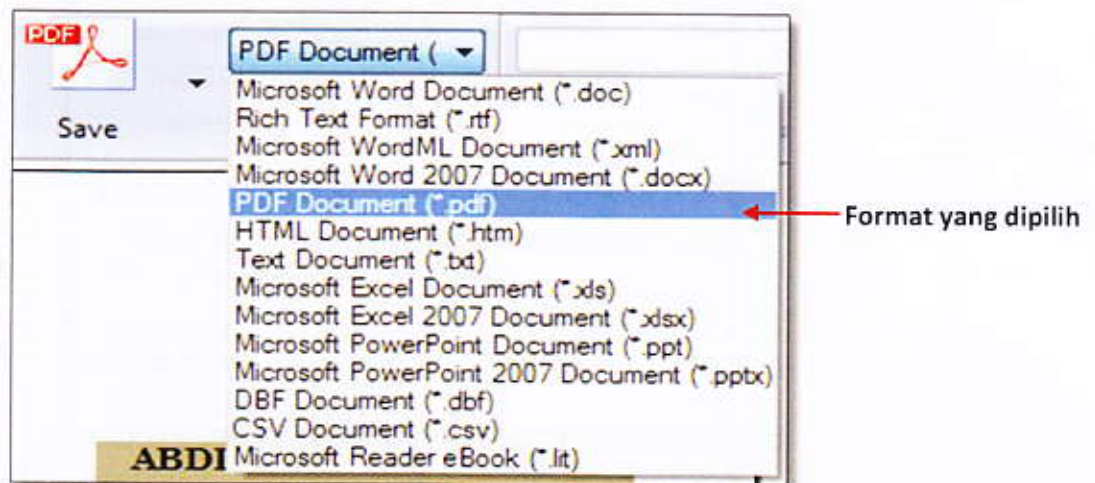 PDF
Save
PDF Document (
Microsoft Word Document (*.doc)
Rich Text Format (*.rtf)
Microsoft WordML Document (*.xml)
Microsoft Word 2007 Document (*.docx)
PDF Document (*.pdf)
Format yang dipilih
HTML Document (*.htm)
Text Document (*.txt)
Microsoft Excel Document (*.xls)
Microsoft Excel 2007 Document (*.xlsx)
Microsoft PowerPoint Document (*.ppt)
Microsoft PowerPoint 2007 Document (*.pptx)
DBF Document (*.dbf)
CSV Document (*.csv)
ABDI
Microsoft Reader eBook (*.lit)